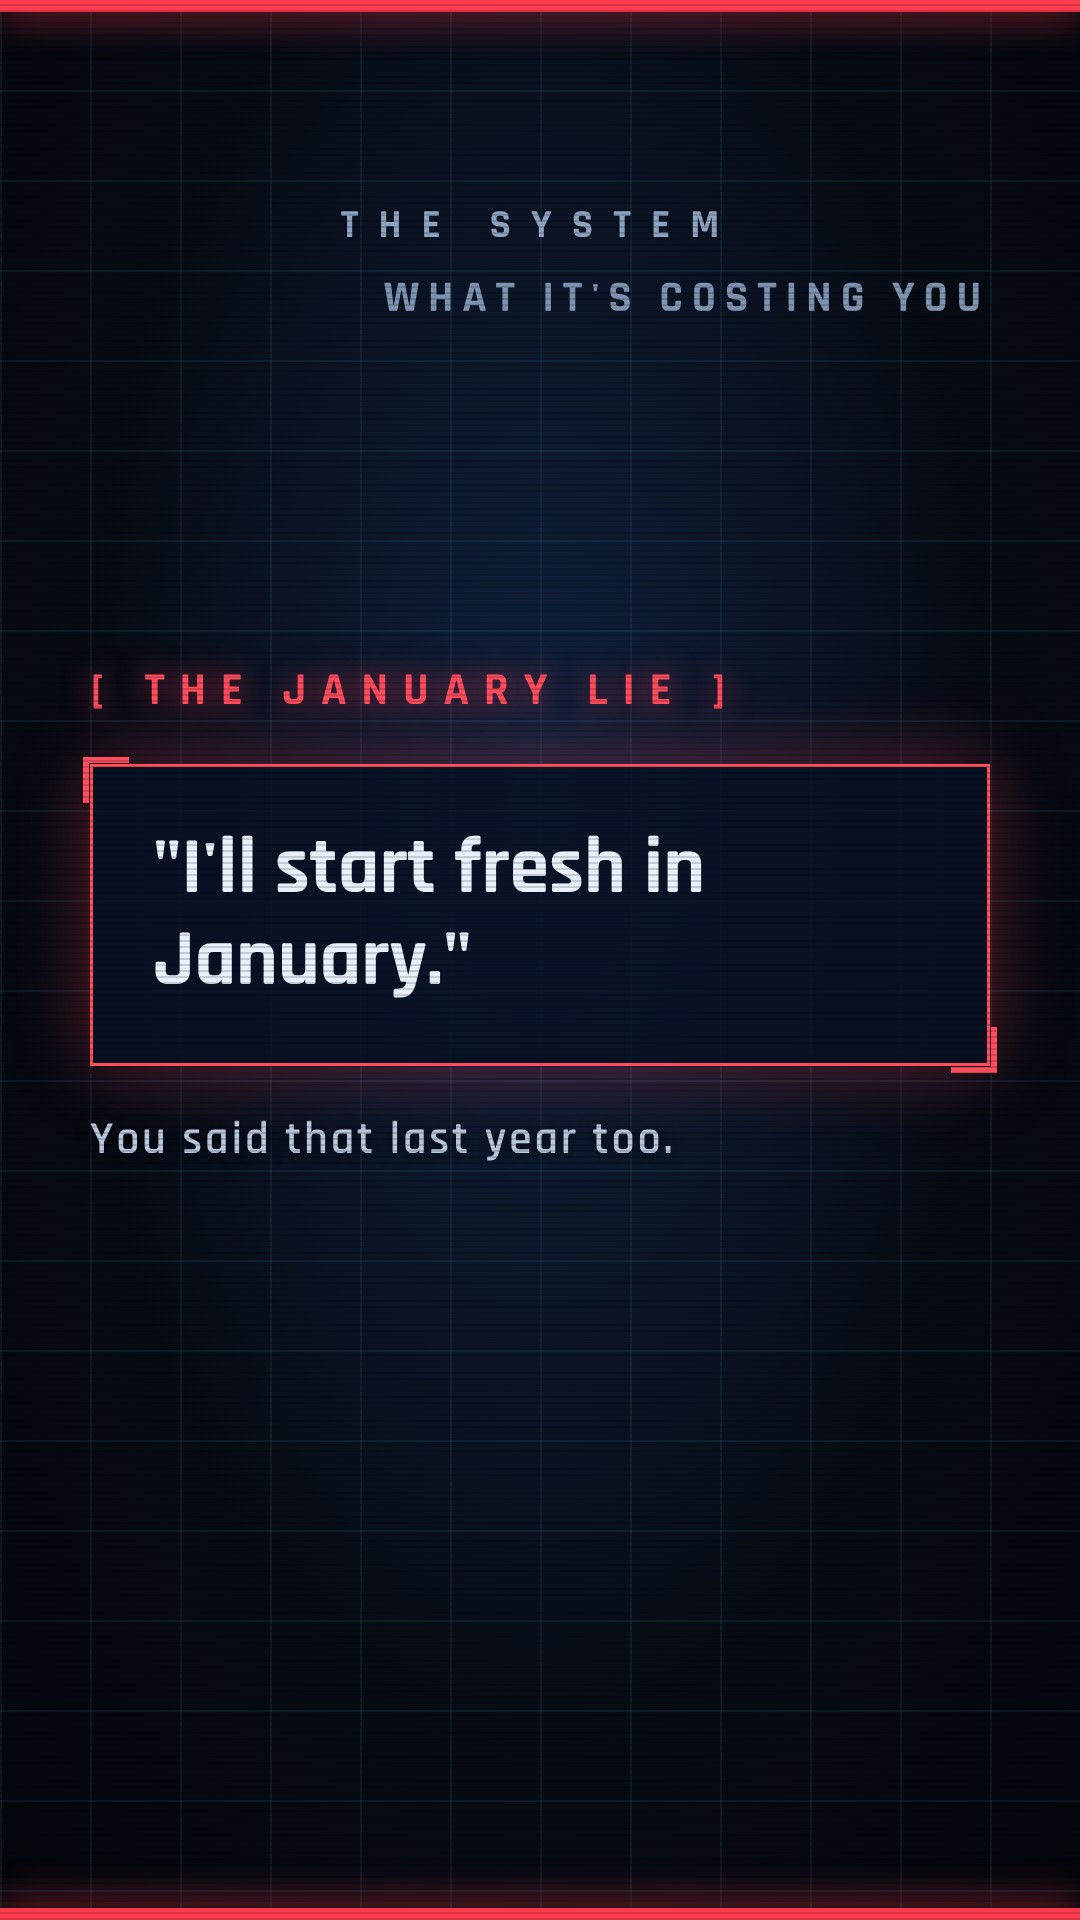 THE SYSTEM
WHAT IT'S COSTING YOU
[ THE JANUARY LIE ]
"I'll start fresh in
January."
You said that last year too.